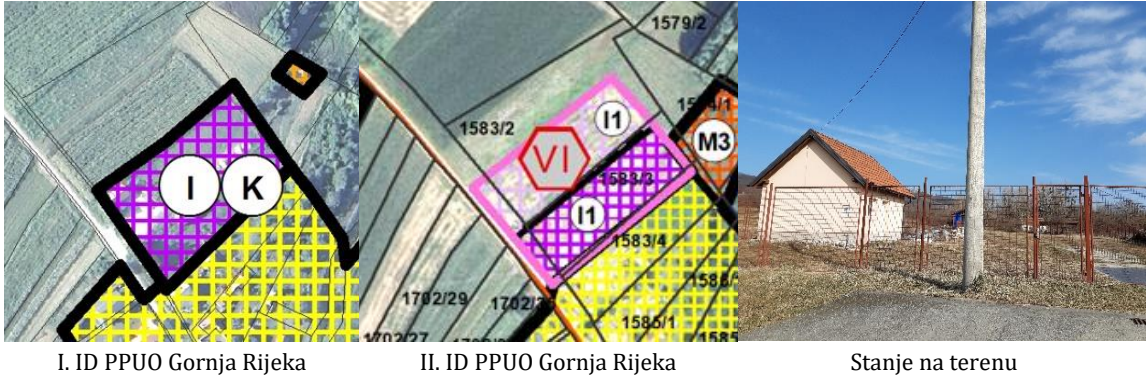 I
K
1579/2
1583/2
I1
M3
VI
1583/3
I1
1583/4
1702/29
1585/1
1702/27
I. ID PPUO Gornja Rijeka
II. ID PPUO Gornja Rijeka
Stanje na terenu